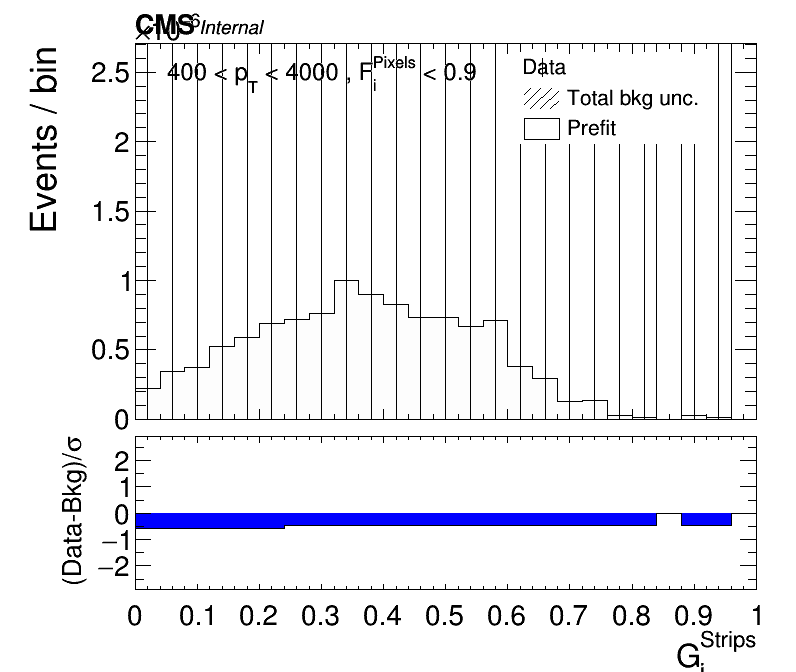 CMS Internal
×10⁻⁶
400 < p_T < 4000 , F_i^Pixels < 0.9
Data
Total bkg unc.
Prefit
Events / bin
2.5
2
1.5
1
0.5
0
(Data-Bkg)/σ
2
1
0
−1
−2
0 0.1 0.2 0.3 0.4 0.5 0.6 0.7 0.8 0.9 1
G_i^Strips